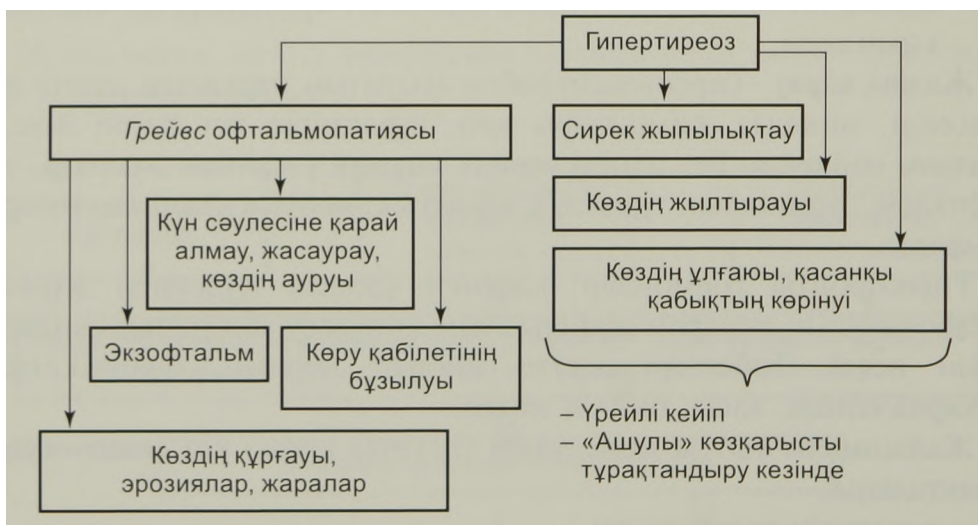 Гипертиреоз
Грейвс офтальмопатиясы
Сирек жыпылықтау
Көздің жылтырауы
Күн сәулесіне қарай
алмау, жасаурау,
көздің ауруы
Көздің ұлғаюы, қасаңқы
қабықтың көрінуі
Экзофтальм
Көру қабілетінің
бұзылуы
Көздің құрғауы,
эрозиялар, жаралар
– Үрейлі кейіп
– «Ашулы» көзқарысты
тұрақтандыру кезінде